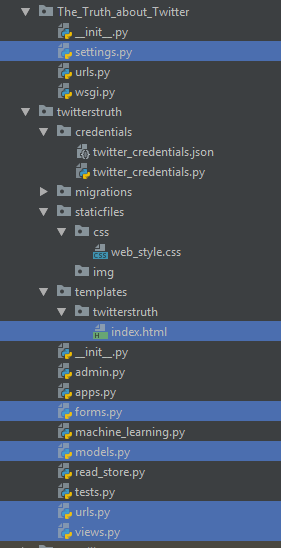 The_Truth_about_Twitter
__init__.py
settings.py
urls.py
wsgi.py
twitterstruth
credentials
twitter_credentials.json
twitter_credentials.py
migrations
staticfiles
css
web_style.css
img
templates
twitterstruth
index.html
__init__.py
admin.py
apps.py
forms.py
machine_learning.py
models.py
read_store.py
tests.py
urls.py
views.py